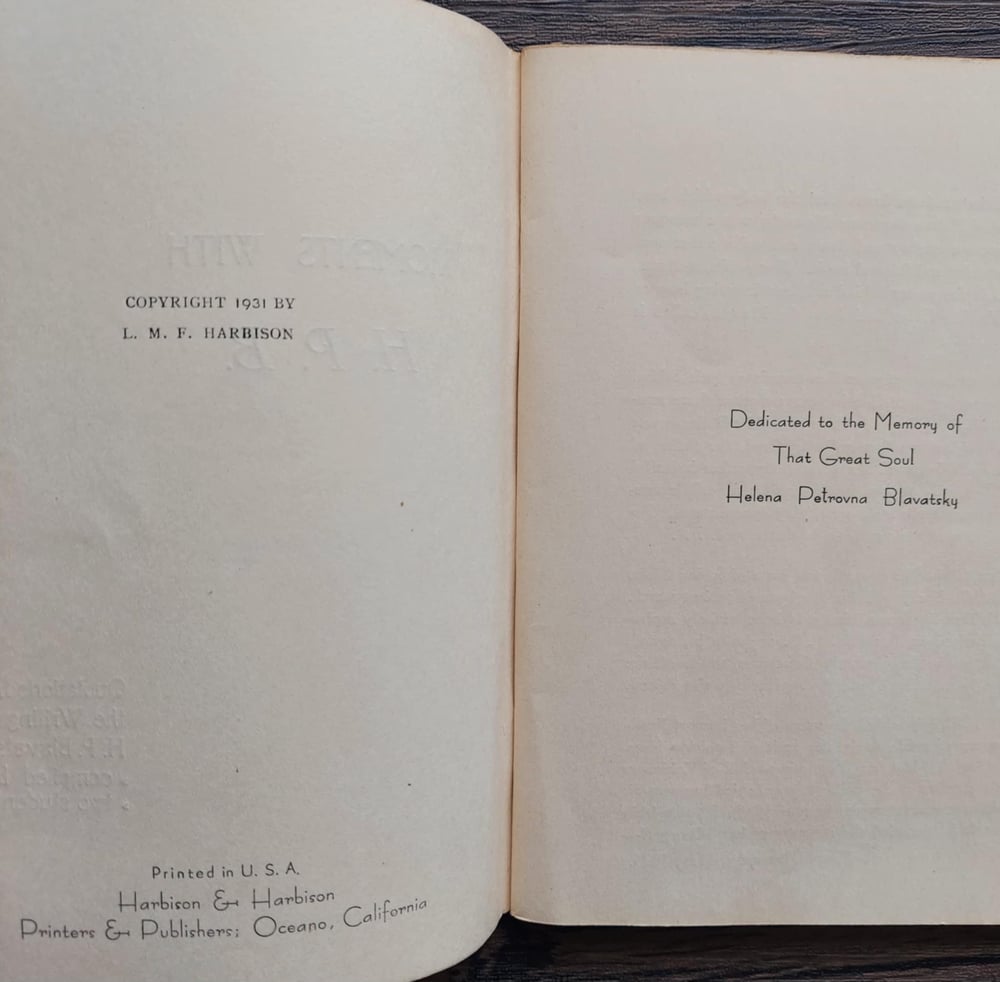 COPYRIGHT 1931 BY
L. M. F. HARBISON
Printed in U. S. A.
Harbison & Harbison
Printers & Publishers; Oceano, California
Dedicated to the Memory of
That Great Soul
Helena Petrovna Blavatsky